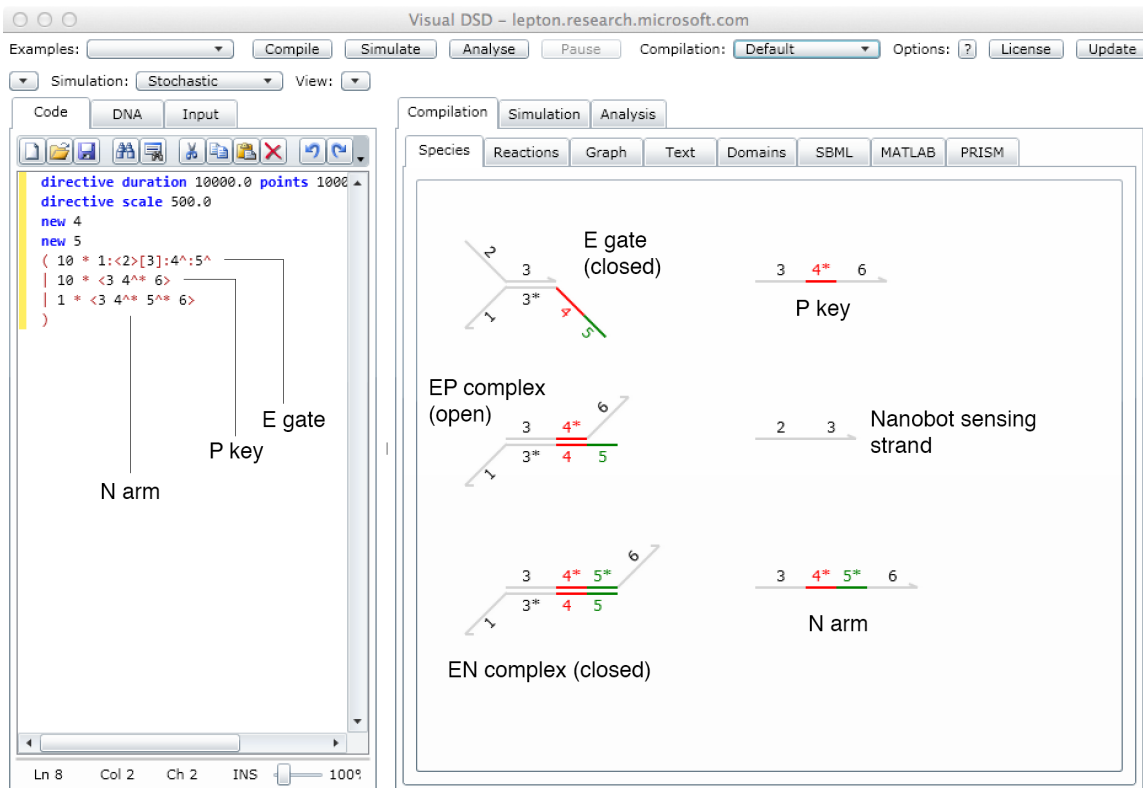 Visual DSD – lepton.research.microsoft.com
Examples: Compile Simulate Analyse Pause Compilation: Default Options: ? License Update
Simulation: Stochastic View:
Code DNA Input
Compilation Simulation Analysis
Species Reactions Graph Text Domains SBML MATLAB PRISM
directive duration 10000.0 points 1000
directive scale 500.0
new 4
new 5
( 10 * 1:<2>[3]:4^:5^
| 10 * <3 4^* 6>
| 1 * <3 4^* 5^* 6>
)
E gate
P key
N arm
2
3
3*
1
4
5
E gate
(closed)
3 4* 6
P key
EP complex
(open)
6
3 4*
3* 4 5
1
2 3
Nanobot sensing
strand
6
3 4* 5*
3* 4 5
1
EN complex (closed)
3 4* 5* 6
N arm
Ln 8 Col 2 Ch 2 INS 100%